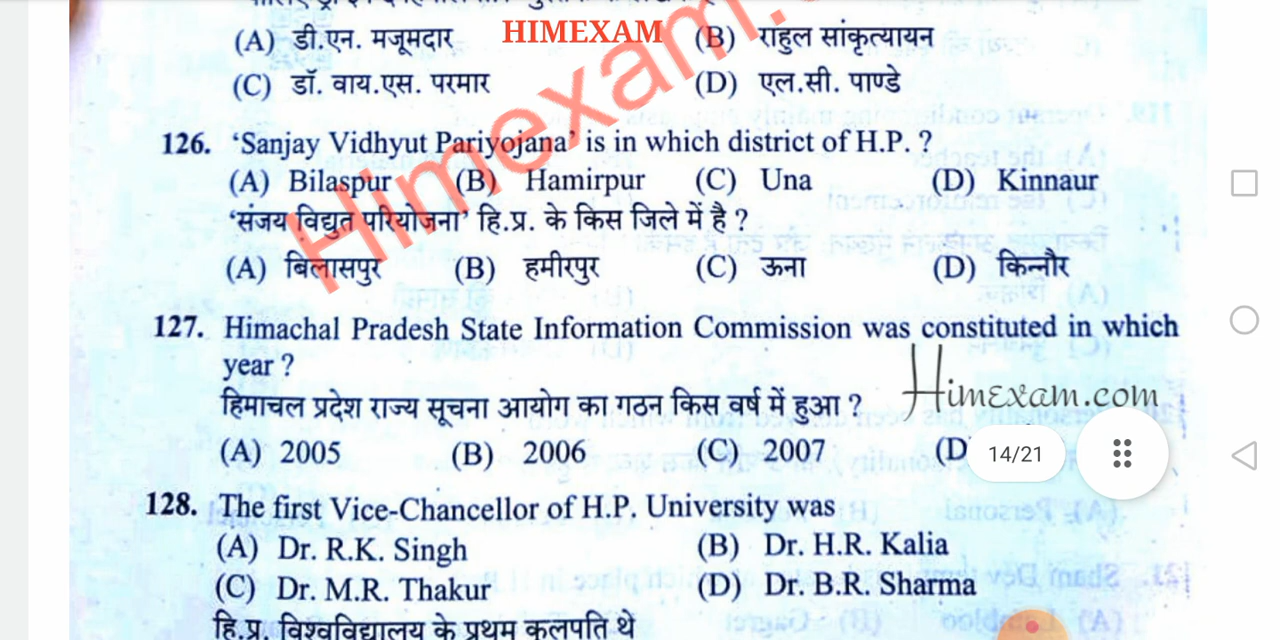 HIMEXAM
(A) डी.एन. मजूमदार (B) राहुल सांकृत्यायन
(C) डॉ. वाय.एस. परमार (D) एल.सी. पाण्डे
126. ‘Sanjay Vidhyut Pariyojana’ is in which district of H.P. ?
(A) Bilaspur (B) Hamirpur (C) Una (D) Kinnaur
‘संजय विद्युत परियोजना’ हि.प्र. के किस जिले में है ?
(A) बिलासपुर (B) हमीरपुर (C) ऊना (D) किन्नौर
127. Himachal Pradesh State Information Commission was constituted in which
year ?
हिमाचल प्रदेश राज्य सूचना आयोग का गठन किस वर्ष में हुआ ?
Himexam.com
(A) 2005 (B) 2006 (C) 2007 (D
14/21
128. The first Vice-Chancellor of H.P. University was
(A) Dr. R.K. Singh (B) Dr. H.R. Kalia
(C) Dr. M.R. Thakur (D) Dr. B.R. Sharma
हि.प्र. विश्वविद्यालय के प्रथम कुलपति थे
Himexam.